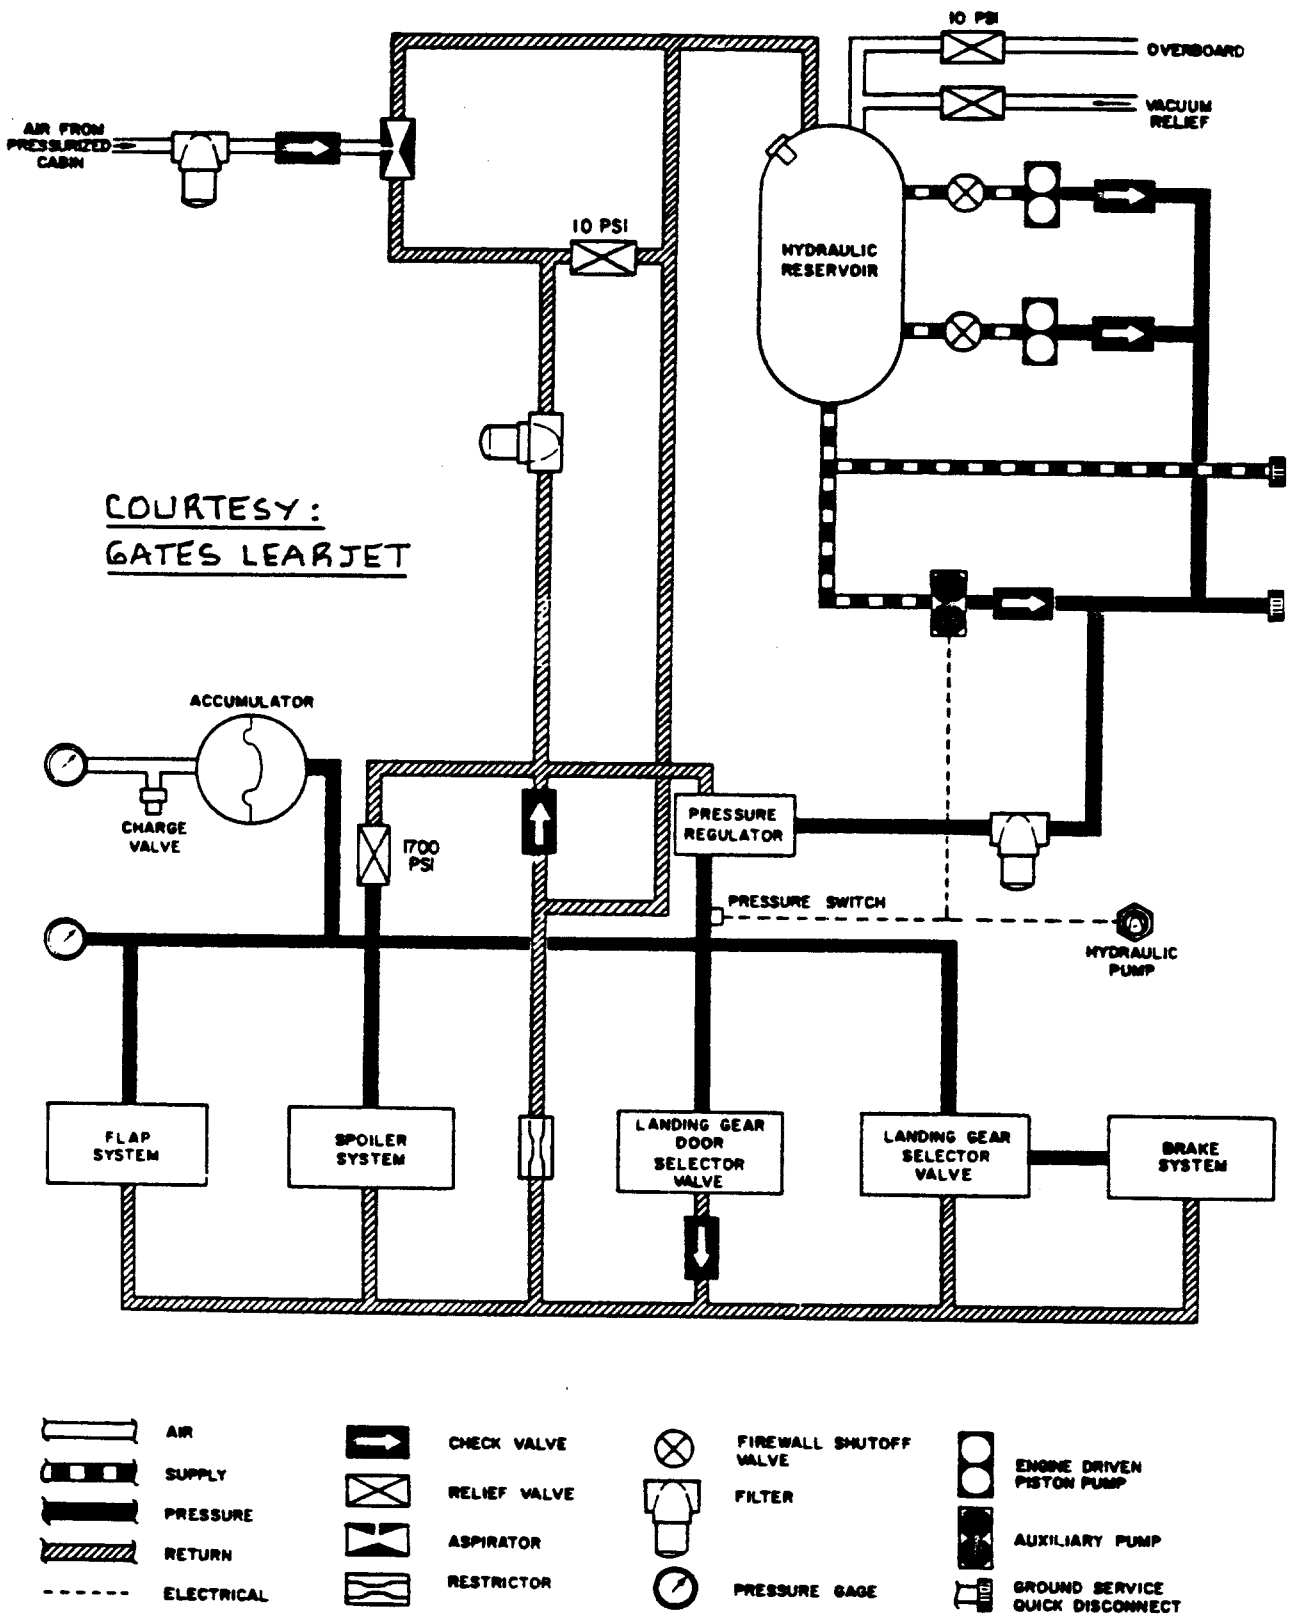 10 PSI
OVERBOARD
VACUUM
RELIEF
AIR FROM
PRESSURIZED
CABIN
10 PSI
HYDRAULIC
RESERVOIR
COURTESY:
GATES LEARJET
ACCUMULATOR
CHARGE
VALVE
1700
PSI
PRESSURE
REGULATOR
PRESSURE SWITCH
HYDRAULIC
PUMP
FLAP
SYSTEM
SPOILER
SYSTEM
LANDING GEAR
DOOR
SELECTOR
VALVE
LANDING GEAR
SELECTOR
VALVE
BRAKE
SYSTEM
AIR
SUPPLY
PRESSURE
RETURN
ELECTRICAL
CHECK VALVE
RELIEF VALVE
ASPIRATOR
RESTRICTOR
FIREWALL SHUTOFF
VALVE
FILTER
PRESSURE GAGE
ENGINE DRIVEN
PISTON PUMP
AUXILIARY PUMP
GROUND SERVICE
QUICK DISCONNECT